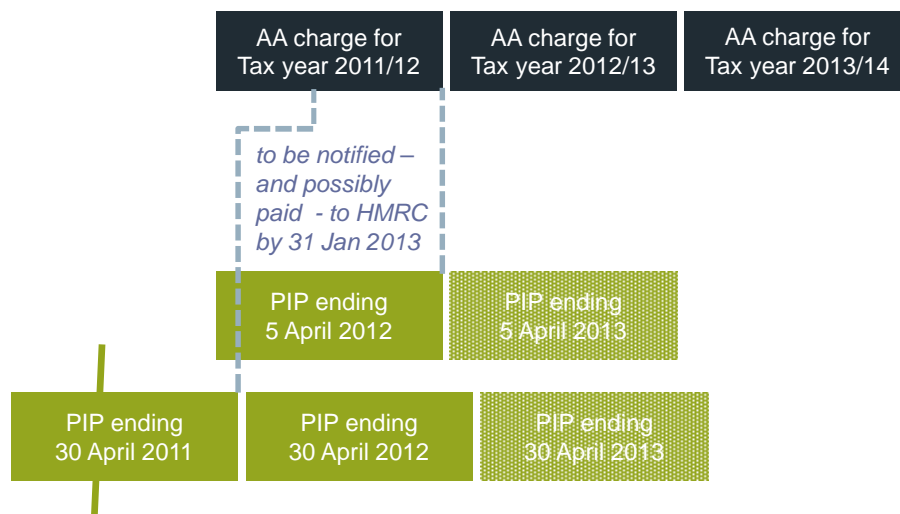 AA charge for
Tax year 2011/12
AA charge for
Tax year 2012/13
AA charge for
Tax year 2013/14
to be notified –
and possibly
paid - to HMRC
by 31 Jan 2013
PIP ending
5 April 2012
PIP ending
5 April 2013
PIP ending
30 April 2011
PIP ending
30 April 2012
PIP ending
30 April 2013